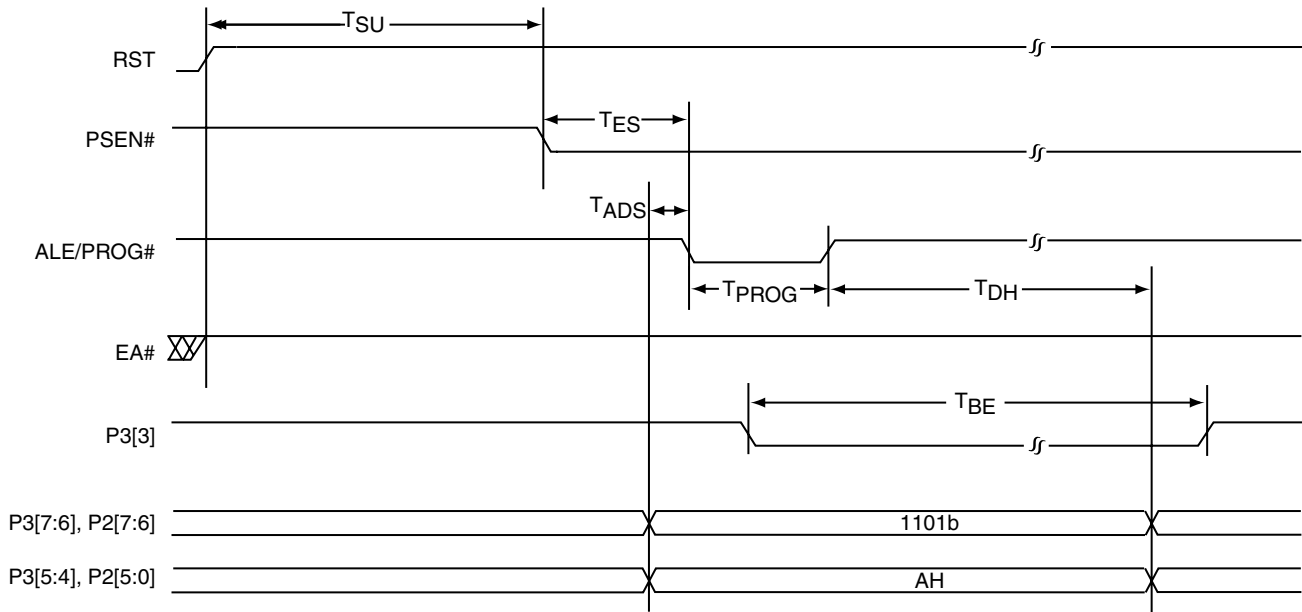 TSU
RST
TES
PSEN#
TADS
ALE/PROG#
TPROG
TDH
EA#
TBE
P3[3]
P3[7:6], P2[7:6]
1101b
P3[5:4], P2[5:0]
AH